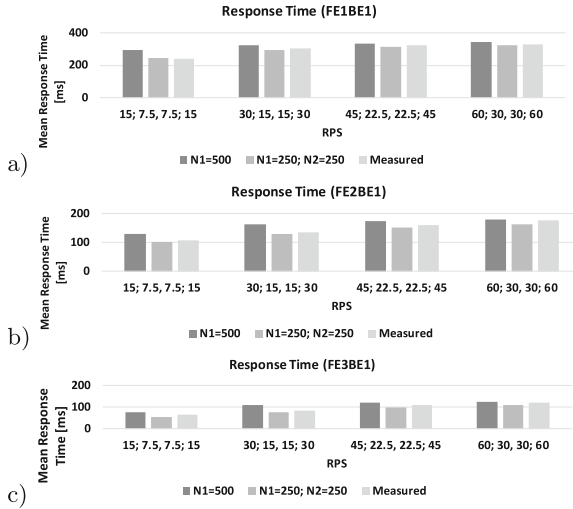 Response Time (FE1BE1)
400
200
0
Mean Response Time
[ms]
15; 7.5, 7.5; 15
30; 15, 15; 30
45; 22.5, 22.5; 45
60; 30, 30; 60
RPS
N1=500
N1=250; N2=250
Measured
a)
Response Time (FE2BE1)
200
100
0
Mean Response Time
[ms]
15; 7.5, 7.5; 15
30; 15, 15; 30
45; 22.5, 22.5; 45
60; 30, 30; 60
RPS
N1=500
N1=250; N2=250
Measured
b)
Response Time (FE3BE1)
200
100
0
Mean Response
Time [ms]
15; 7.5, 7.5; 15
30; 15, 15; 30
45; 22.5, 22.5; 45
60; 30, 30; 60
RPS
N1=500
N1=250; N2=250
Measured
c)